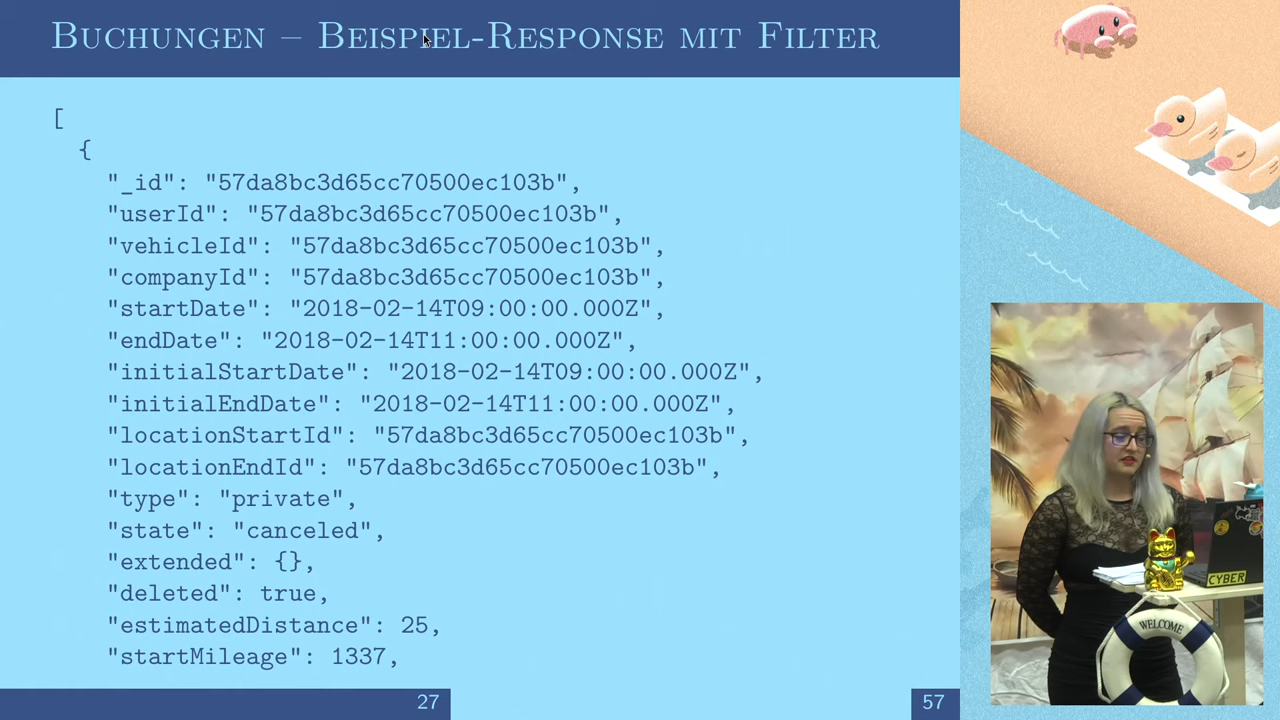 Buchungen – Beispiel-Response mit Filter
[
{
"_id": "57da8bc3d65cc70500ec103b",
"userId": "57da8bc3d65cc70500ec103b",
"vehicleId": "57da8bc3d65cc70500ec103b",
"companyId": "57da8bc3d65cc70500ec103b",
"startDate": "2018-02-14T09:00:00.000Z",
"endDate": "2018-02-14T11:00:00.000Z",
"initialStartDate": "2018-02-14T09:00:00.000Z",
"initialEndDate": "2018-02-14T11:00:00.000Z",
"locationStartId": "57da8bc3d65cc70500ec103b",
"locationEndId": "57da8bc3d65cc70500ec103b",
"type": "private",
"state": "canceled",
"extended": {},
"deleted": true,
"estimatedDistance": 25,
"startMileage": 1337,
27
57
CYBER
WELCOME